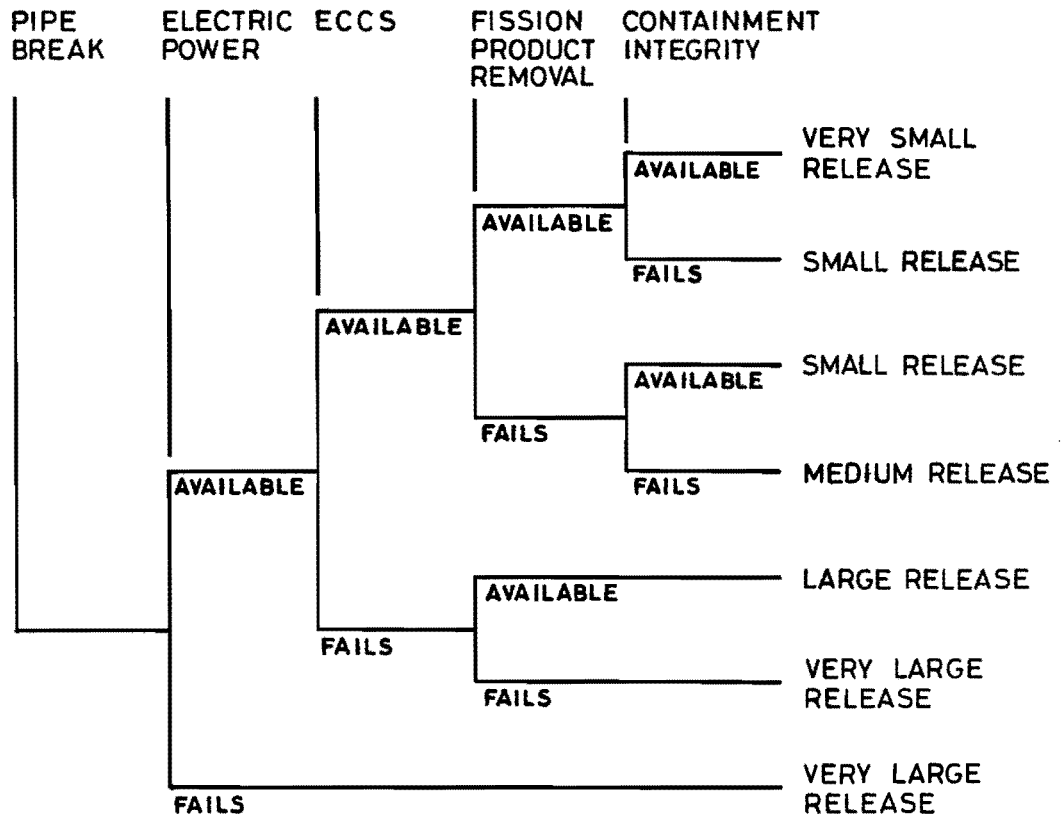 PIPE BREAK
ELECTRIC POWER
ECCS
FISSION PRODUCT REMOVAL
CONTAINMENT INTEGRITY
AVAILABLE
VERY SMALL
RELEASE
AVAILABLE
FAILS
SMALL RELEASE
AVAILABLE
AVAILABLE
SMALL RELEASE
FAILS
FAILS
MEDIUM RELEASE
AVAILABLE
AVAILABLE
LARGE RELEASE
FAILS
FAILS
VERY LARGE
RELEASE
FAILS
VERY LARGE
RELEASE